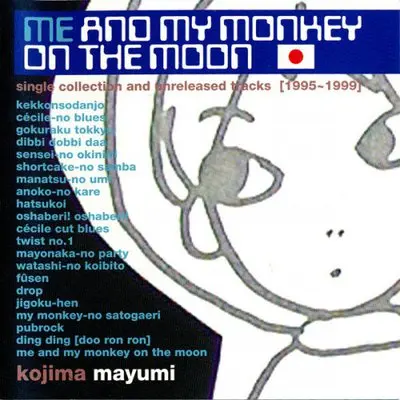 ME AND MY MONKEY
ON THE MOON
single collection and unreleased tracks [1995~1999]
kekkonsodanjo
cécile-no blues
gokuraku tokkyu
dibbi dobbi daa
sensei-no okiniiri
shortcake-no samba
manatsu-no umi
anoko-no kare
hatsukoi
oshaberi! oshaberi!
cécile cut blues
twist no.1
mayonaka-no party
watashi-no koibito
fûsen
drop
jigoku-hen
my monkey-no satogaeri
pubrock
ding ding [doo ron ron]
me and my monkey on the moon
kojima mayumi